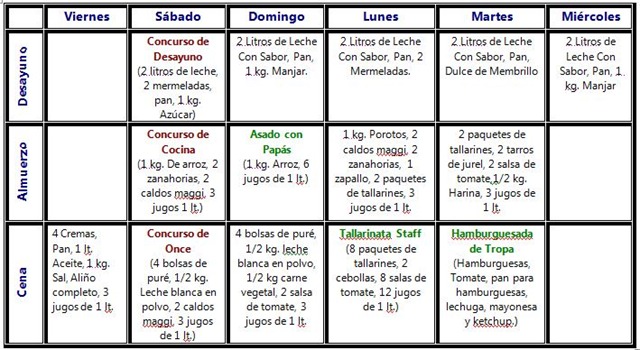 Viernes
Sábado
Domingo
Lunes
Martes
Miércoles
Desayuno
Concurso de
Desayuno
(2 litros de leche,
2 mermeladas,
pan, 1 kg.
Azúcar)
2 Litros de Leche
Con Sabor, Pan,
1 kg. Manjar.
2 Litros de Leche
Con Sabor, Pan, 2
Mermeladas.
2 Litros de Leche
Con Sabor, Pan,
Dulce de Membrillo
2 Litros de
Leche Con
Sabor, Pan, 1
kg. Manjar
Almuerzo
Concurso de
Cocina
(1 kg. De arroz, 2
zanahorias, 2
caldos maggi, 3
jugos 1 lt.)
Asado con
Papás
(1 kg. Arroz, 6
jugos de 1 lt.)
1 kg. Porotos, 2
caldos maggi, 2
zanahorias, 1
zapallo, 2 paquetes
de tallarines, 3
jugos de 1 lt.
2 paquetes de
tallarines, 2 tarros
de jurel, 2 salsa de
tomate,1/2 kg.
Harina, 3 jugos de
1 lt.
Cena
4 Cremas,
Pan, 1 lt.
Aceite, 1 kg.
Sal, Aliño
completo, 3
jugos de 1 lt.
Concurso de
Once
(4 bolsas de
puré, 1/2 kg.
Leche blanca en
polvo, 2 caldos
maggi, 3 jugos
de 1 lt.)
4 bolsas de puré,
1/2 kg. leche
blanca en polvo,
1/2 kg carne
vegetal, 2 salsa
de tomate, 3
jugos de 1 lt.
Tallarinata Staff
(8 paquetes de
tallarines, 2
cebollas, 8 salas de
tomate, 12 jugos
de 1 lt.)
Hamburguesada
de Tropa
(Hamburguesas,
Tomate, pan para
hamburguesas,
lechuga, mayonesa
y ketchup.)